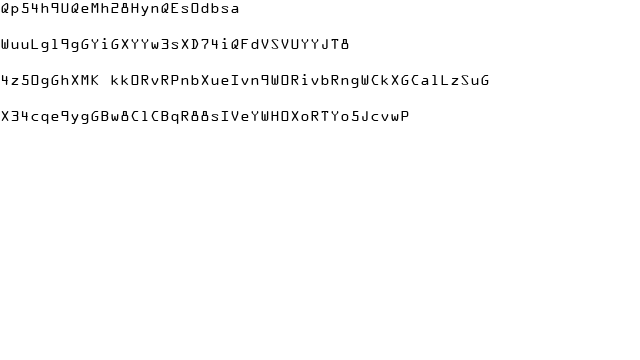 Qp54h9UQeMh28HynQEsOdbsa
WuuLgl9gGYiGXYYw3sXD74iQFdVSVUYYJT8
4z5OgGhXMK kkORvRPnbXueIvn9WORivbRngWCkXGCalLzSuG
X34cqe9ygGBw8ClCBqR88sIVeYWHOXoRTYo5JcvwP